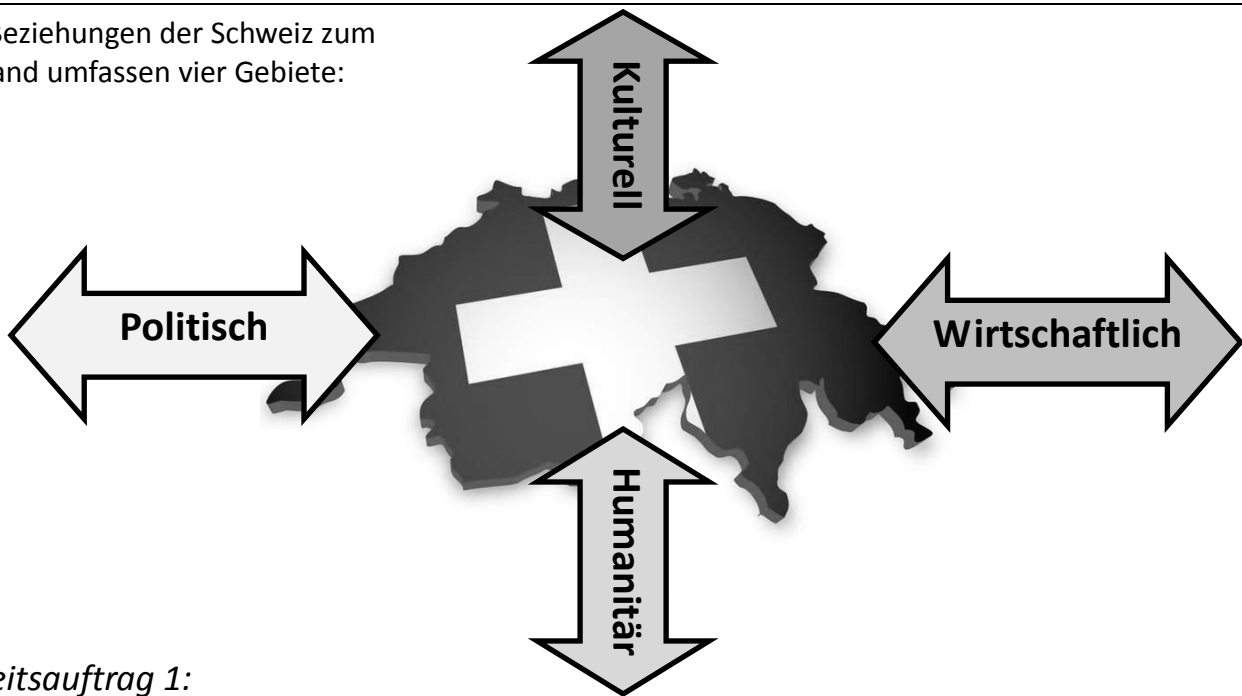 Beziehungen der Schweiz zum
and umfassen vier Gebiete:
Kulturell
Politisch
Wirtschaftlich
Humanitär
eitsauftrag 1: